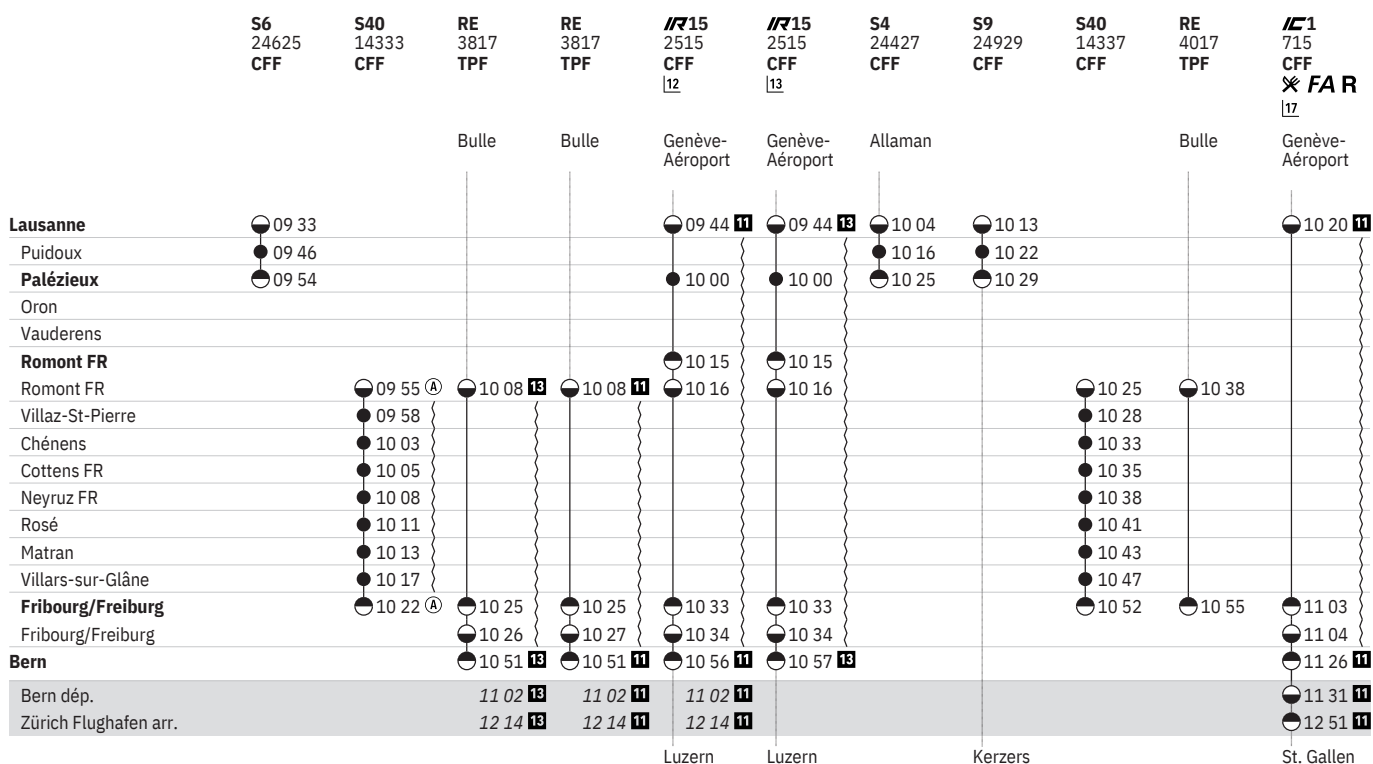 S6 S40 RE RE IR15 IR15 S4 S9 S40 RE IC1
24625 14333 3817 3817 2515 2515 24427 24929 14337 4017 715
CFF CFF TPF TPF CFF CFF CFF CFF CFF TPF CFF
12 13 FA R
17
Bulle Bulle Genève- Genève- Allaman Bulle Genève-
Aéroport Aéroport Aéroport
Lausanne 09 33 09 44 11 09 44 13 10 04 10 13 10 20 11
Puidoux 09 46 10 16 10 22
Palézieux 09 54 10 00 10 00 10 25 10 29
Oron
Vauderens
Romont FR 10 15 10 15
Romont FR 09 55 A 10 08 13 10 08 11 10 16 10 16 10 25 10 38
Villaz-St-Pierre 09 58 10 28
Chénens 10 03 10 33
Cottens FR 10 05 10 35
Neyruz FR 10 08 10 38
Rosé 10 11 10 41
Matran 10 13 10 43
Villars-sur-Glâne 10 17 10 47
Fribourg/Freiburg 10 22 A 10 25 10 25 10 33 10 33 10 52 10 55 11 03
Fribourg/Freiburg 10 26 10 27 10 34 10 34 11 04
Bern 10 51 13 10 51 11 10 56 11 10 57 13 11 26 11
Bern dép. 11 02 13 11 02 11 11 02 11 11 31 11
Zürich Flughafen arr. 12 14 13 12 14 11 12 14 11 12 51 11
Luzern Luzern Kerzers St. Gallen